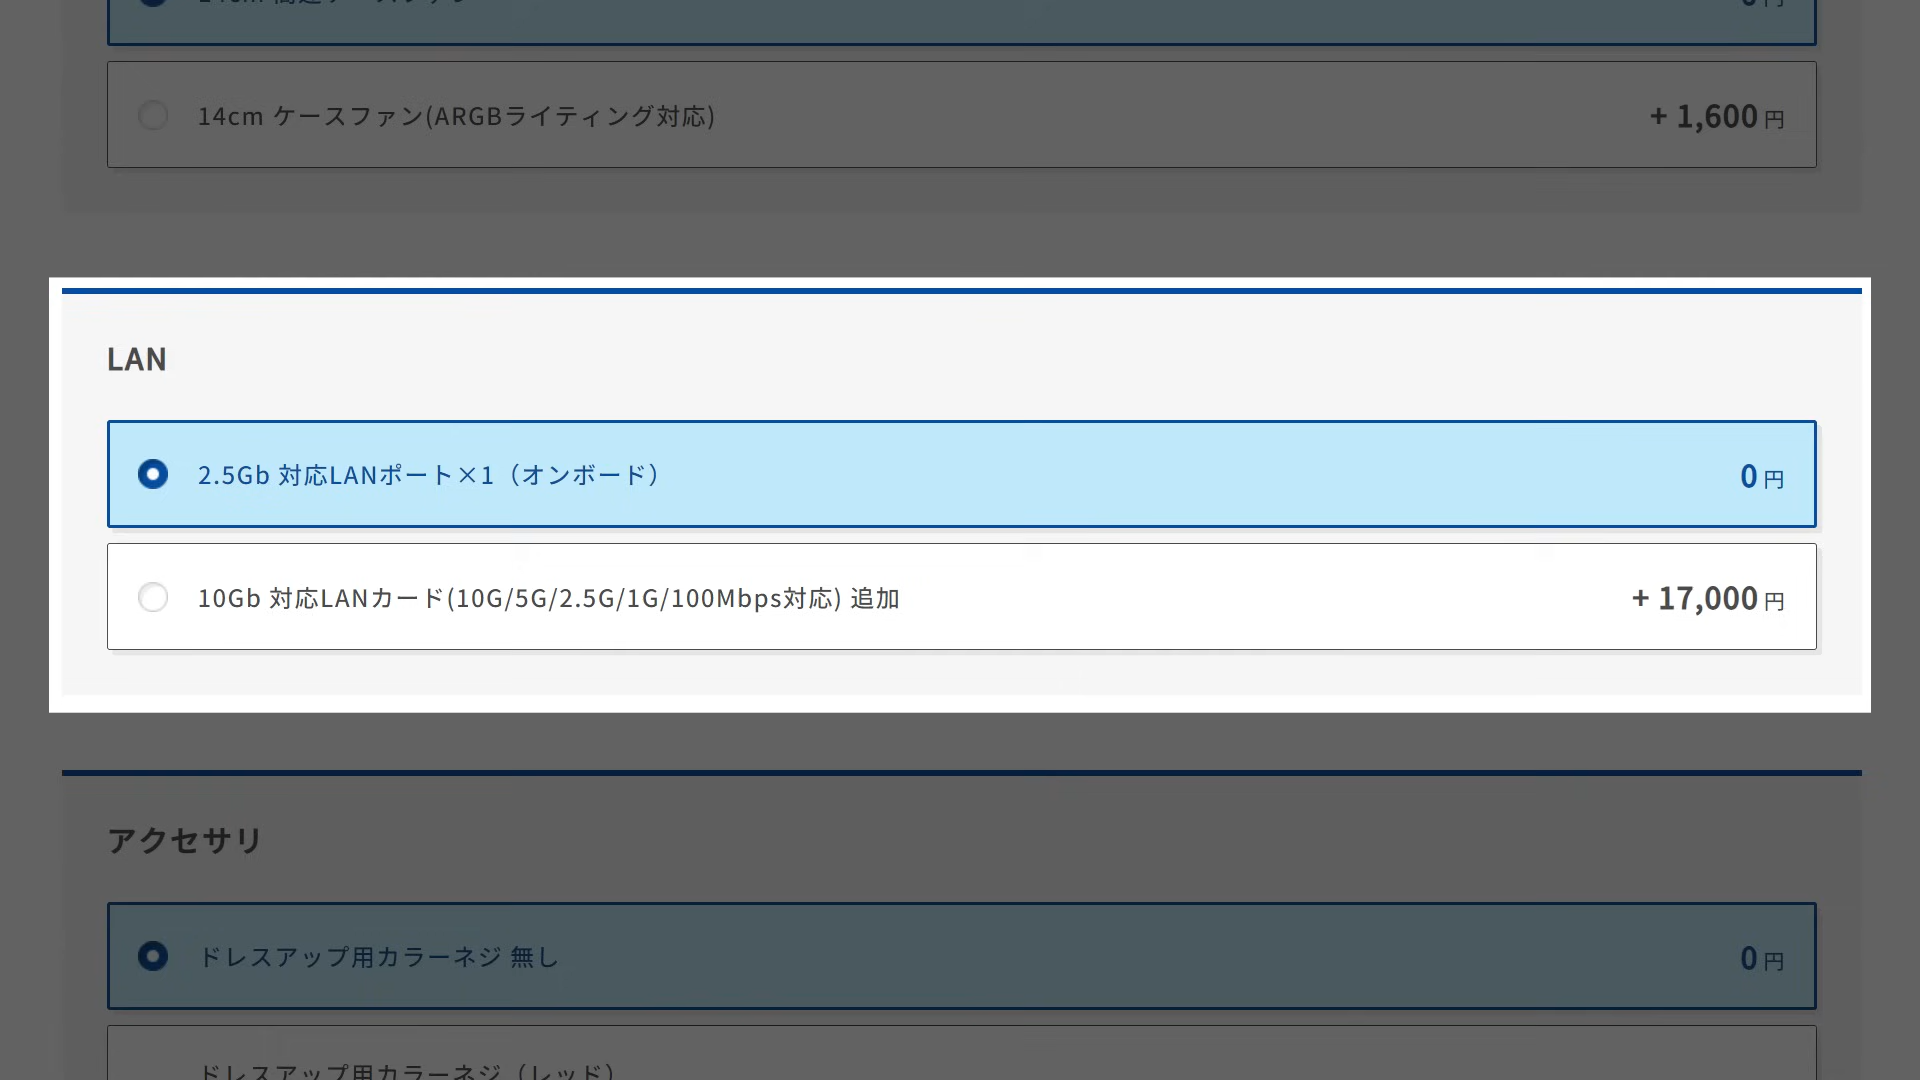 14cm ケースファン(ARGBライティング対応) + 1,600 円
LAN
2.5Gb 対応LANポート×1（オンボード） 0 円
10Gb 対応LANカード(10G/5G/2.5G/1G/100Mbps対応) 追加 + 17,000 円
アクセサリ
ドレスアップ用カラーネジ 無し 0 円
ドレスアップ用カラーネジ（レッド）